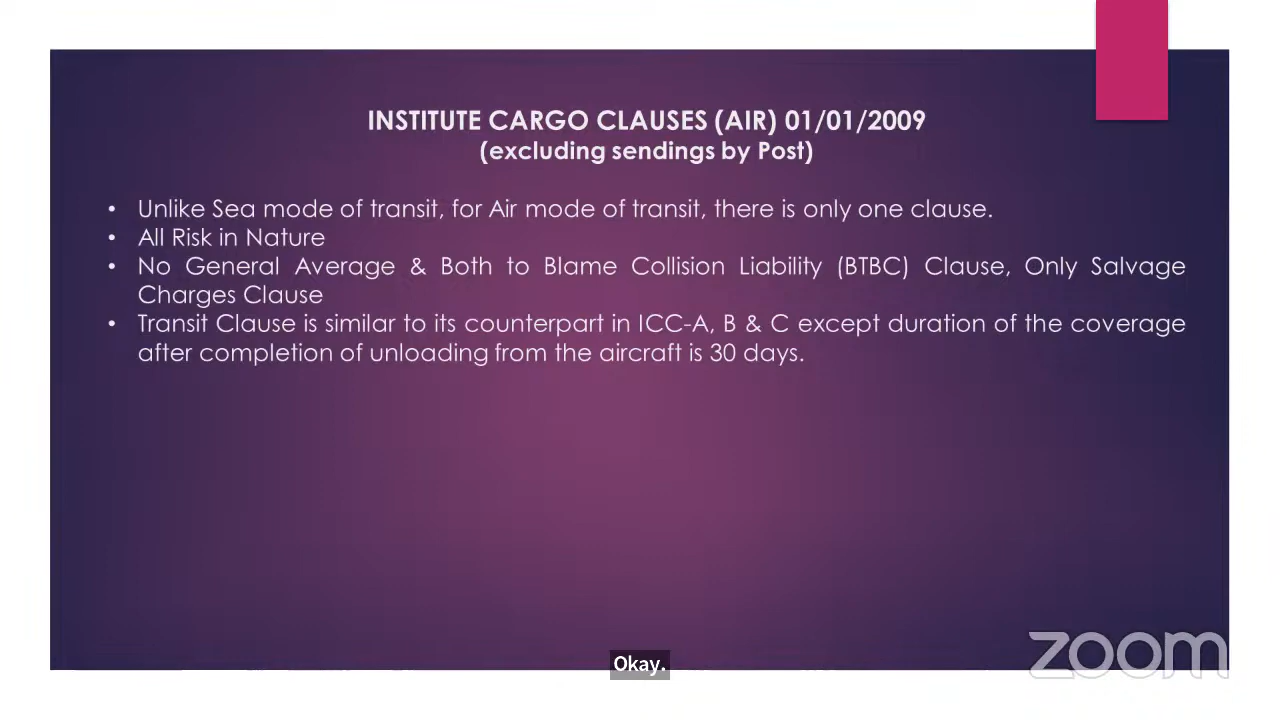 INSTITUTE CARGO CLAUSES (AIR) 01/01/2009
(excluding sendings by Post)
• Unlike Sea mode of transit, for Air mode of transit, there is only one clause.
• All Risk in Nature
• No General Average & Both to Blame Collision Liability (BTBC) Clause, Only Salvage
Charges Clause
• Transit Clause is similar to its counterpart in ICC-A, B & C except duration of the coverage
after completion of unloading from the aircraft is 30 days.
zoom
Okay.